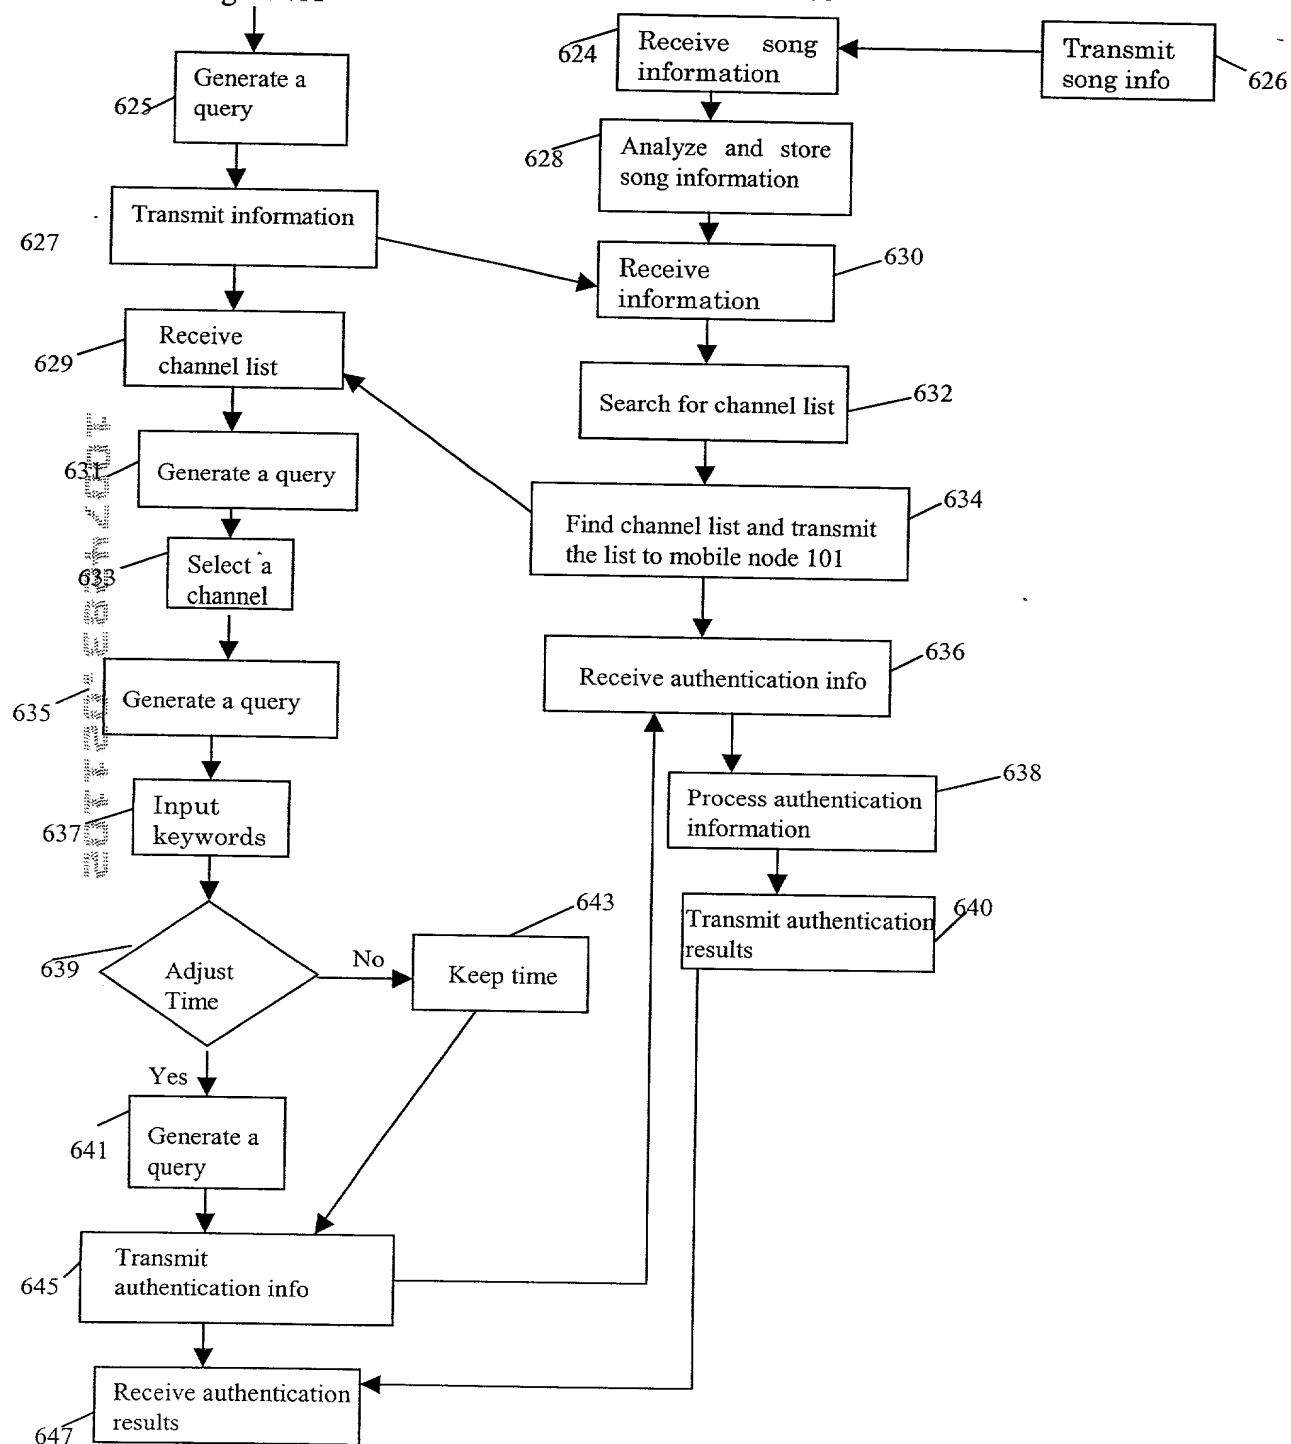 Generate a
query
625
Transmit information
627
Receive
channel list
629
Generate a query
631
Select a
channel
633
Generate a query
635
Input
keywords
637
Adjust
Time
639
No
Keep time
643
Yes
Generate a
query
641
Transmit
authentication info
645
Receive authentication
results
647
Receive song
information
624
Transmit
song info
626
Analyze and store
song information
628
Receive
information
630
Search for channel list
632
Find channel list and transmit
the list to mobile node 101
634
Receive authentication info
636
Process authentication
information
638
Transmit authentication
results
640